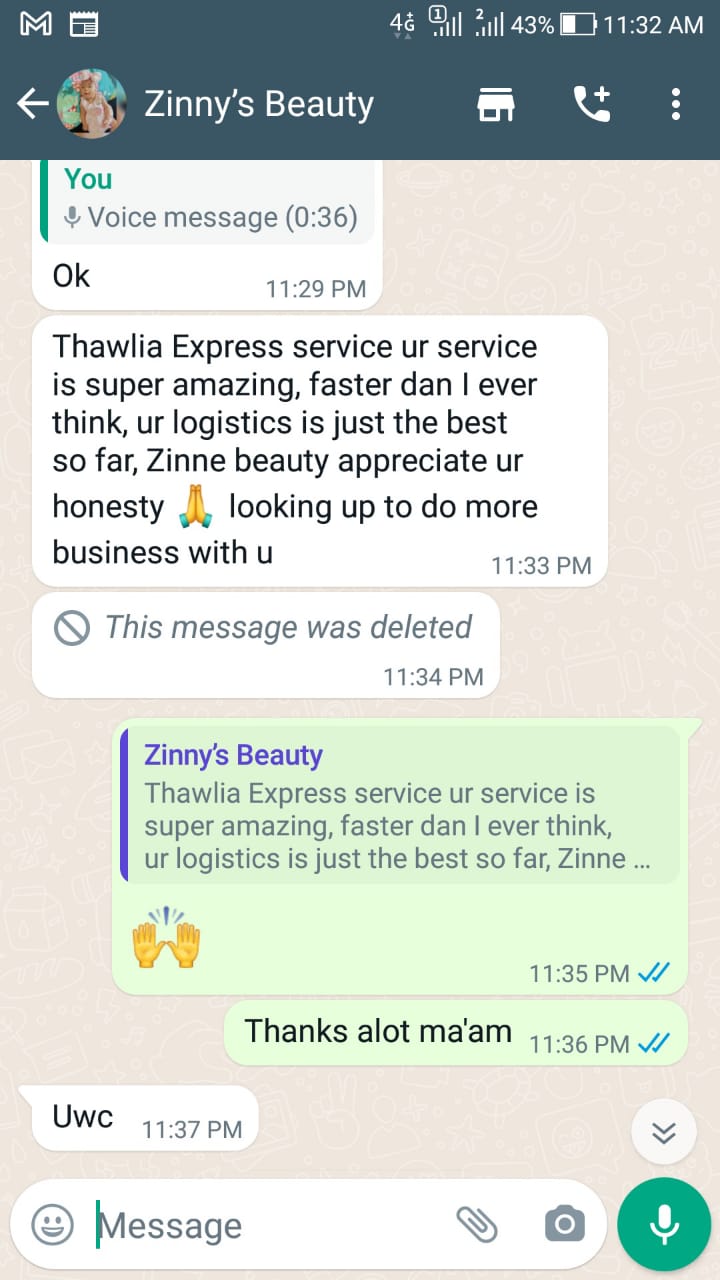 4G 1 2 43% 11:32 AM
Zinny's Beauty
You
Voice message (0:36)
Ok
11:29 PM
Thawlia Express service ur service
is super amazing, faster dan I ever
think, ur logistics is just the best
so far, Zinne beauty appreciate ur
honesty 🙏 looking up to do more
business with u
11:33 PM
This message was deleted
11:34 PM
Zinny's Beauty
Thawlia Express service ur service is
super amazing, faster dan I ever think,
ur logistics is just the best so far, Zinne ...
🙌
11:35 PM
Thanks alot ma'am 11:36 PM
Uwc 11:37 PM
Message